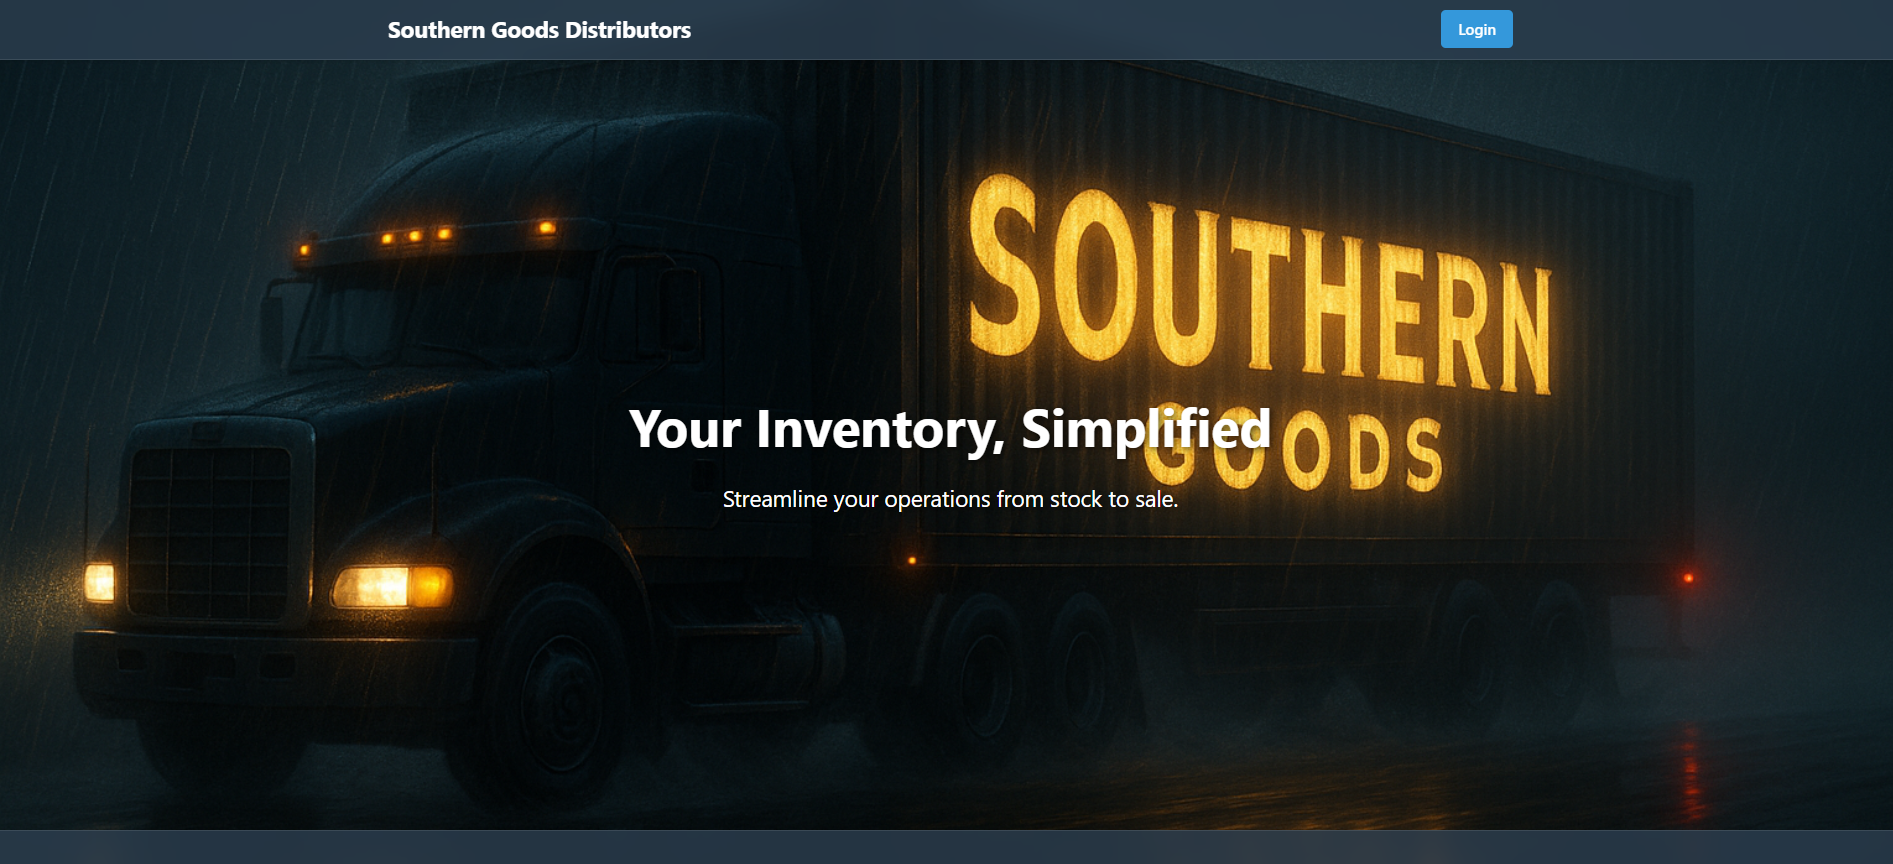 Southern Goods Distributors
Login
SOUTHERN
GOODS
Your Inventory, Simplified
Streamline your operations from stock to sale.